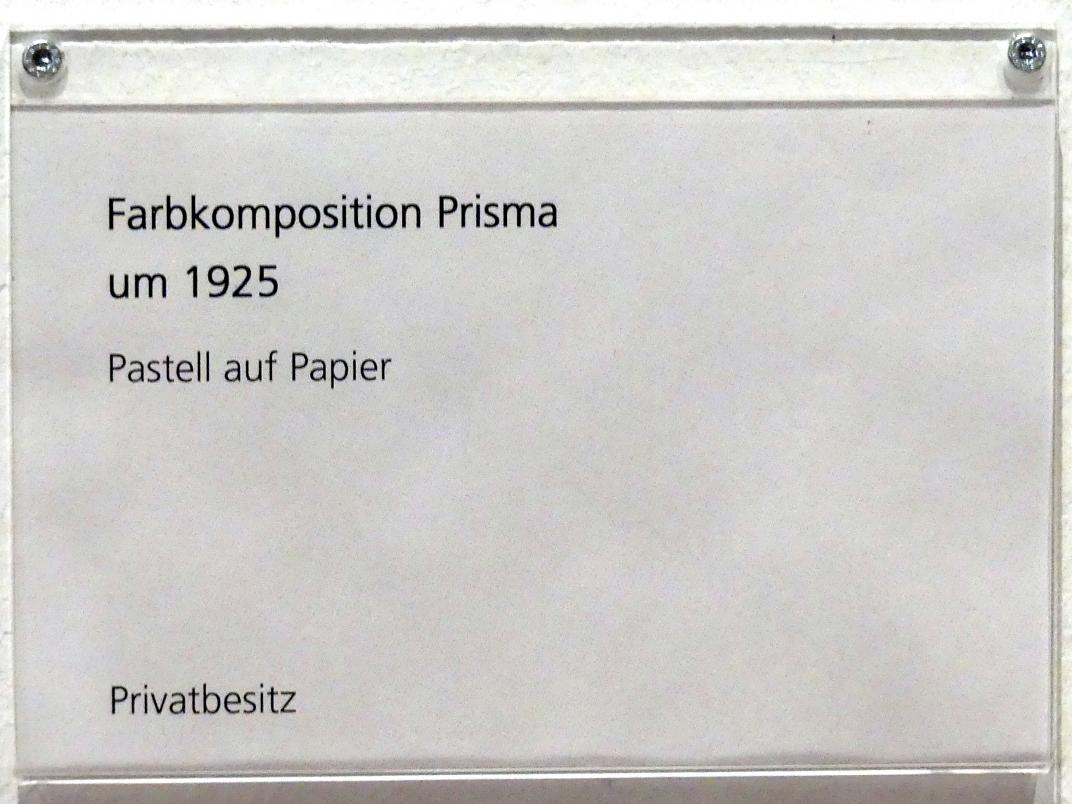 Farbkomposition Prisma
um 1925
Pastell auf Papier
Privatbesitz